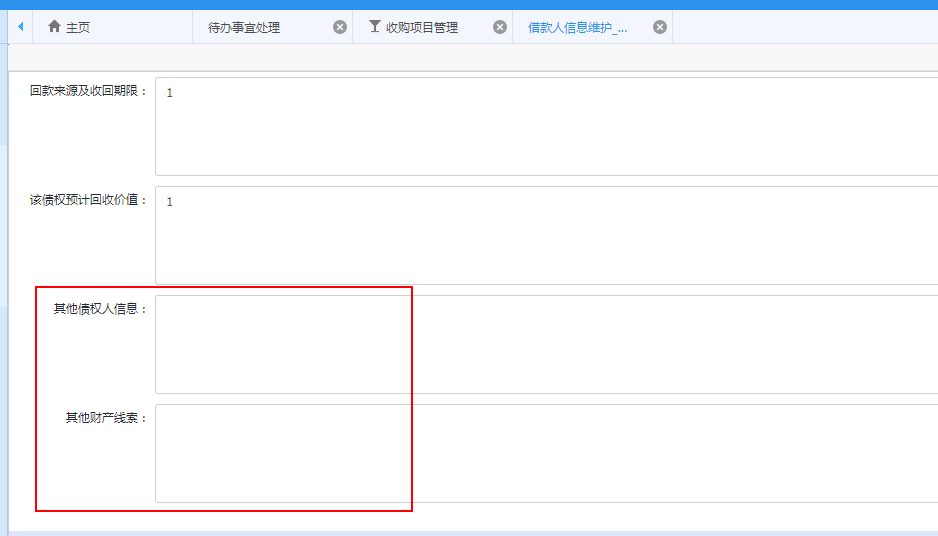 主页
待办事宜处理
收购项目管理
借款人信息维护_...
回款来源及收回期限：
1
该债权预计回收价值：
1
其他债权人信息：
其他财产线索：